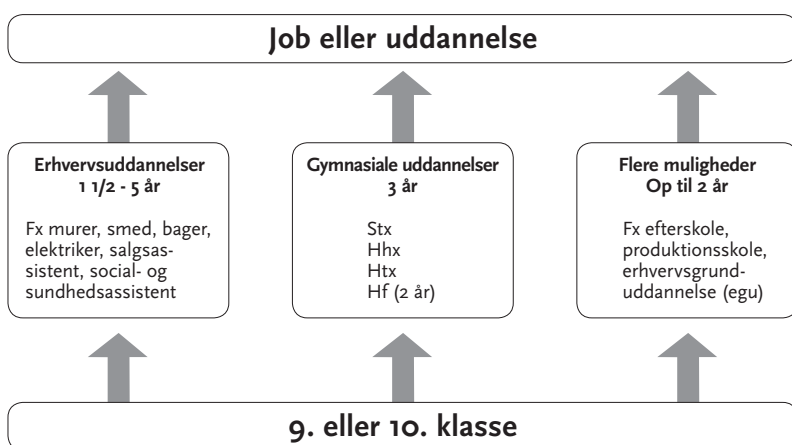 Job eller uddannelse
Erhvervsuddannelser
1 1/2 - 5 år
Fx murer, smed, bager,
elektriker, salgsas-
sistent, social- og
sundhedsassistent
Gymnasiale uddannelser
3 år
Stx
Hhx
Htx
Hf (2 år)
Flere muligheder
Op til 2 år
Fx efterskole,
produktionsskole,
erhvervsgrund-
uddannelse (egu)
9. eller 10. klasse